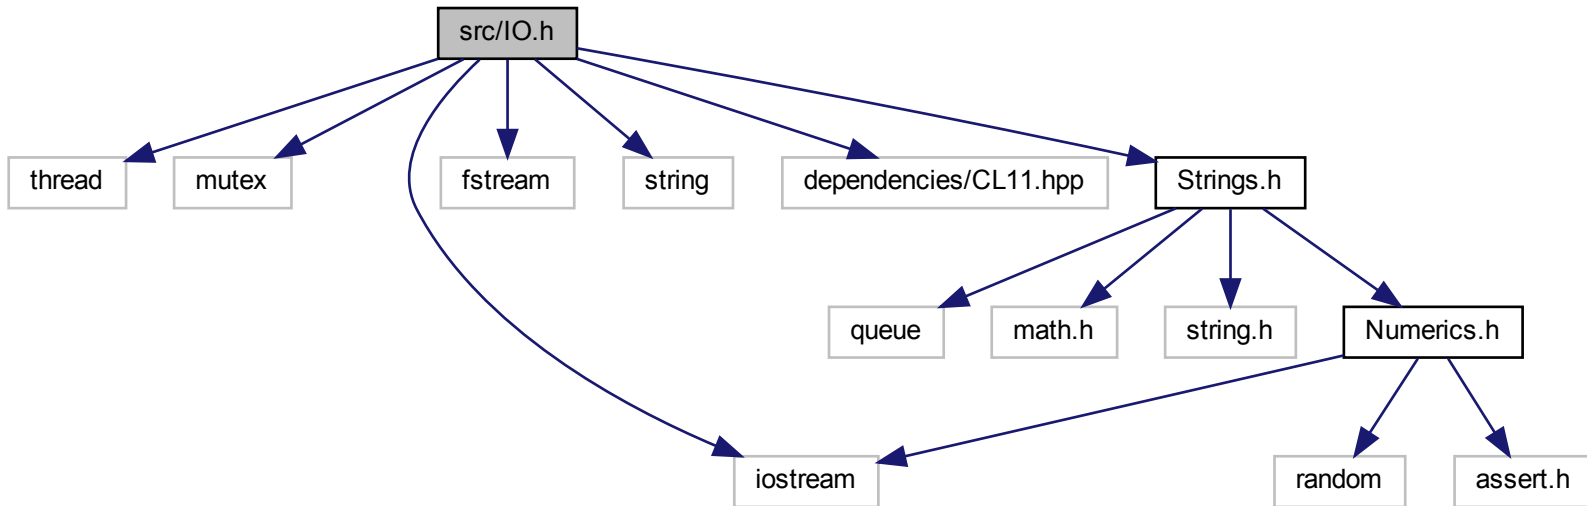 src/IO.h
thread
mutex
fstream
string
dependencies/CL11.hpp
Strings.h
queue
math.h
string.h
Numerics.h
iostream
random
assert.h